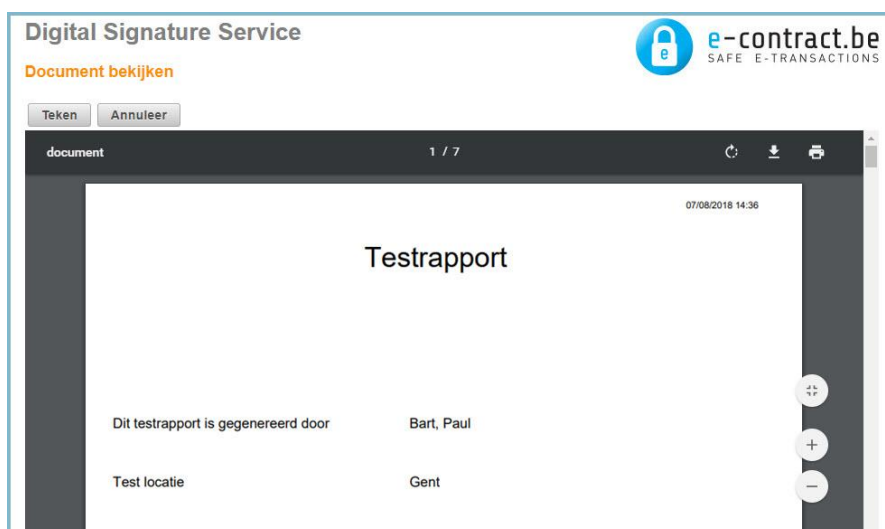 Digital Signature Service
e-contract.be
SAFE E-TRANSACTIONS
e
Document bekijken
Teken Annuleer
document 1 / 7
07/08/2018 14:36
Testrapport
Dit testrapport is gegenereerd door Bart, Paul
Test locatie Gent